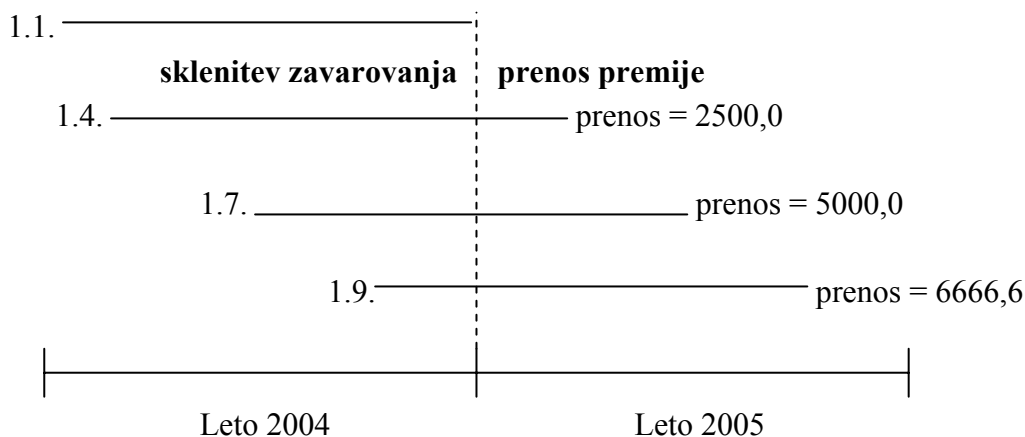 1.1.
sklenitev zavarovanja prenos premije
1.4. prenos = 2500,0
1.7. prenos = 5000,0
1.9. prenos = 6666,6
Leto 2004 Leto 2005